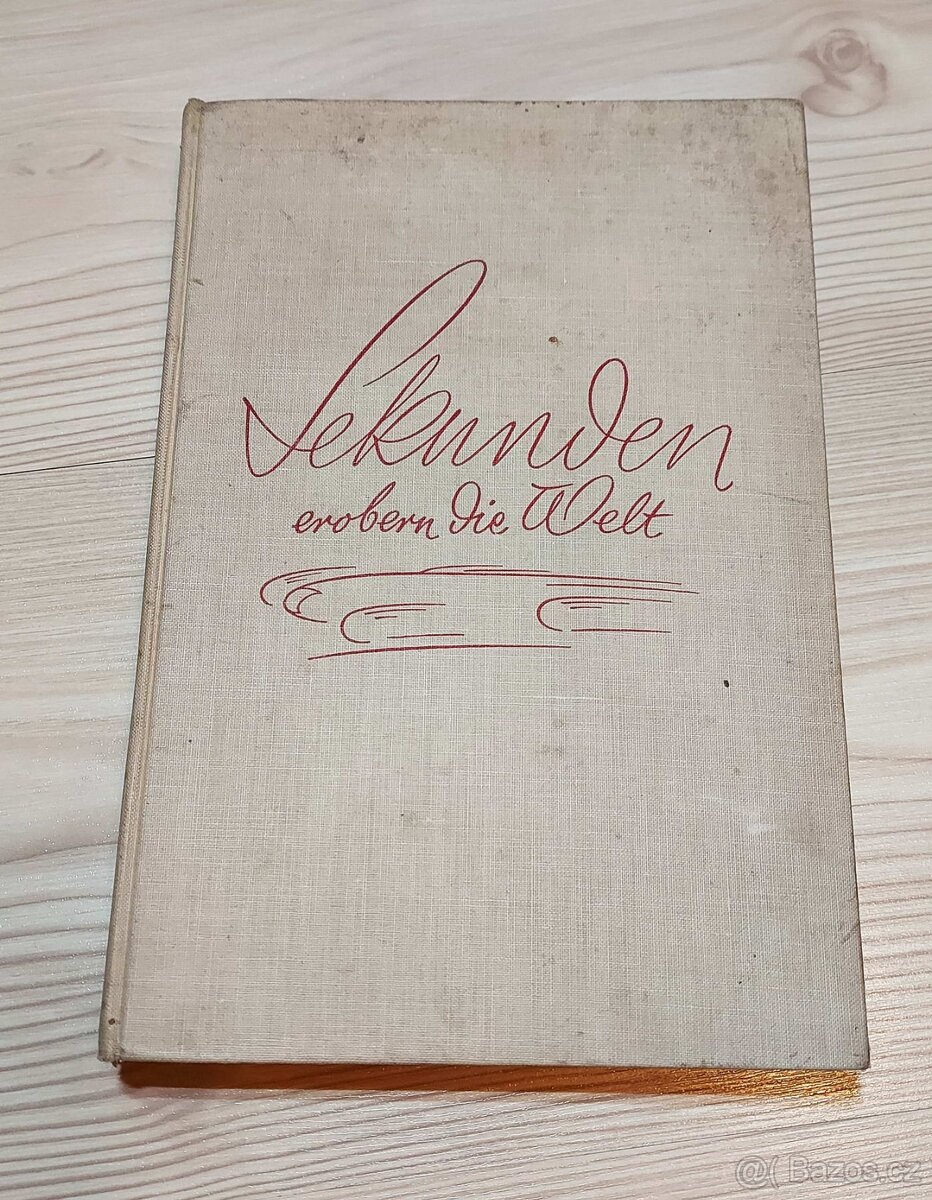 Sekunden
erobern die Welt
@( Bazos.cz